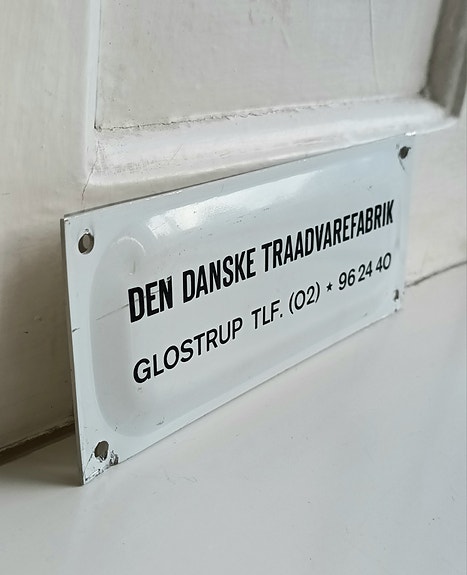 DEN DANSKE TRAADVAREFABRIK
GLOSTRUP TLF. (02) * 96 24 40